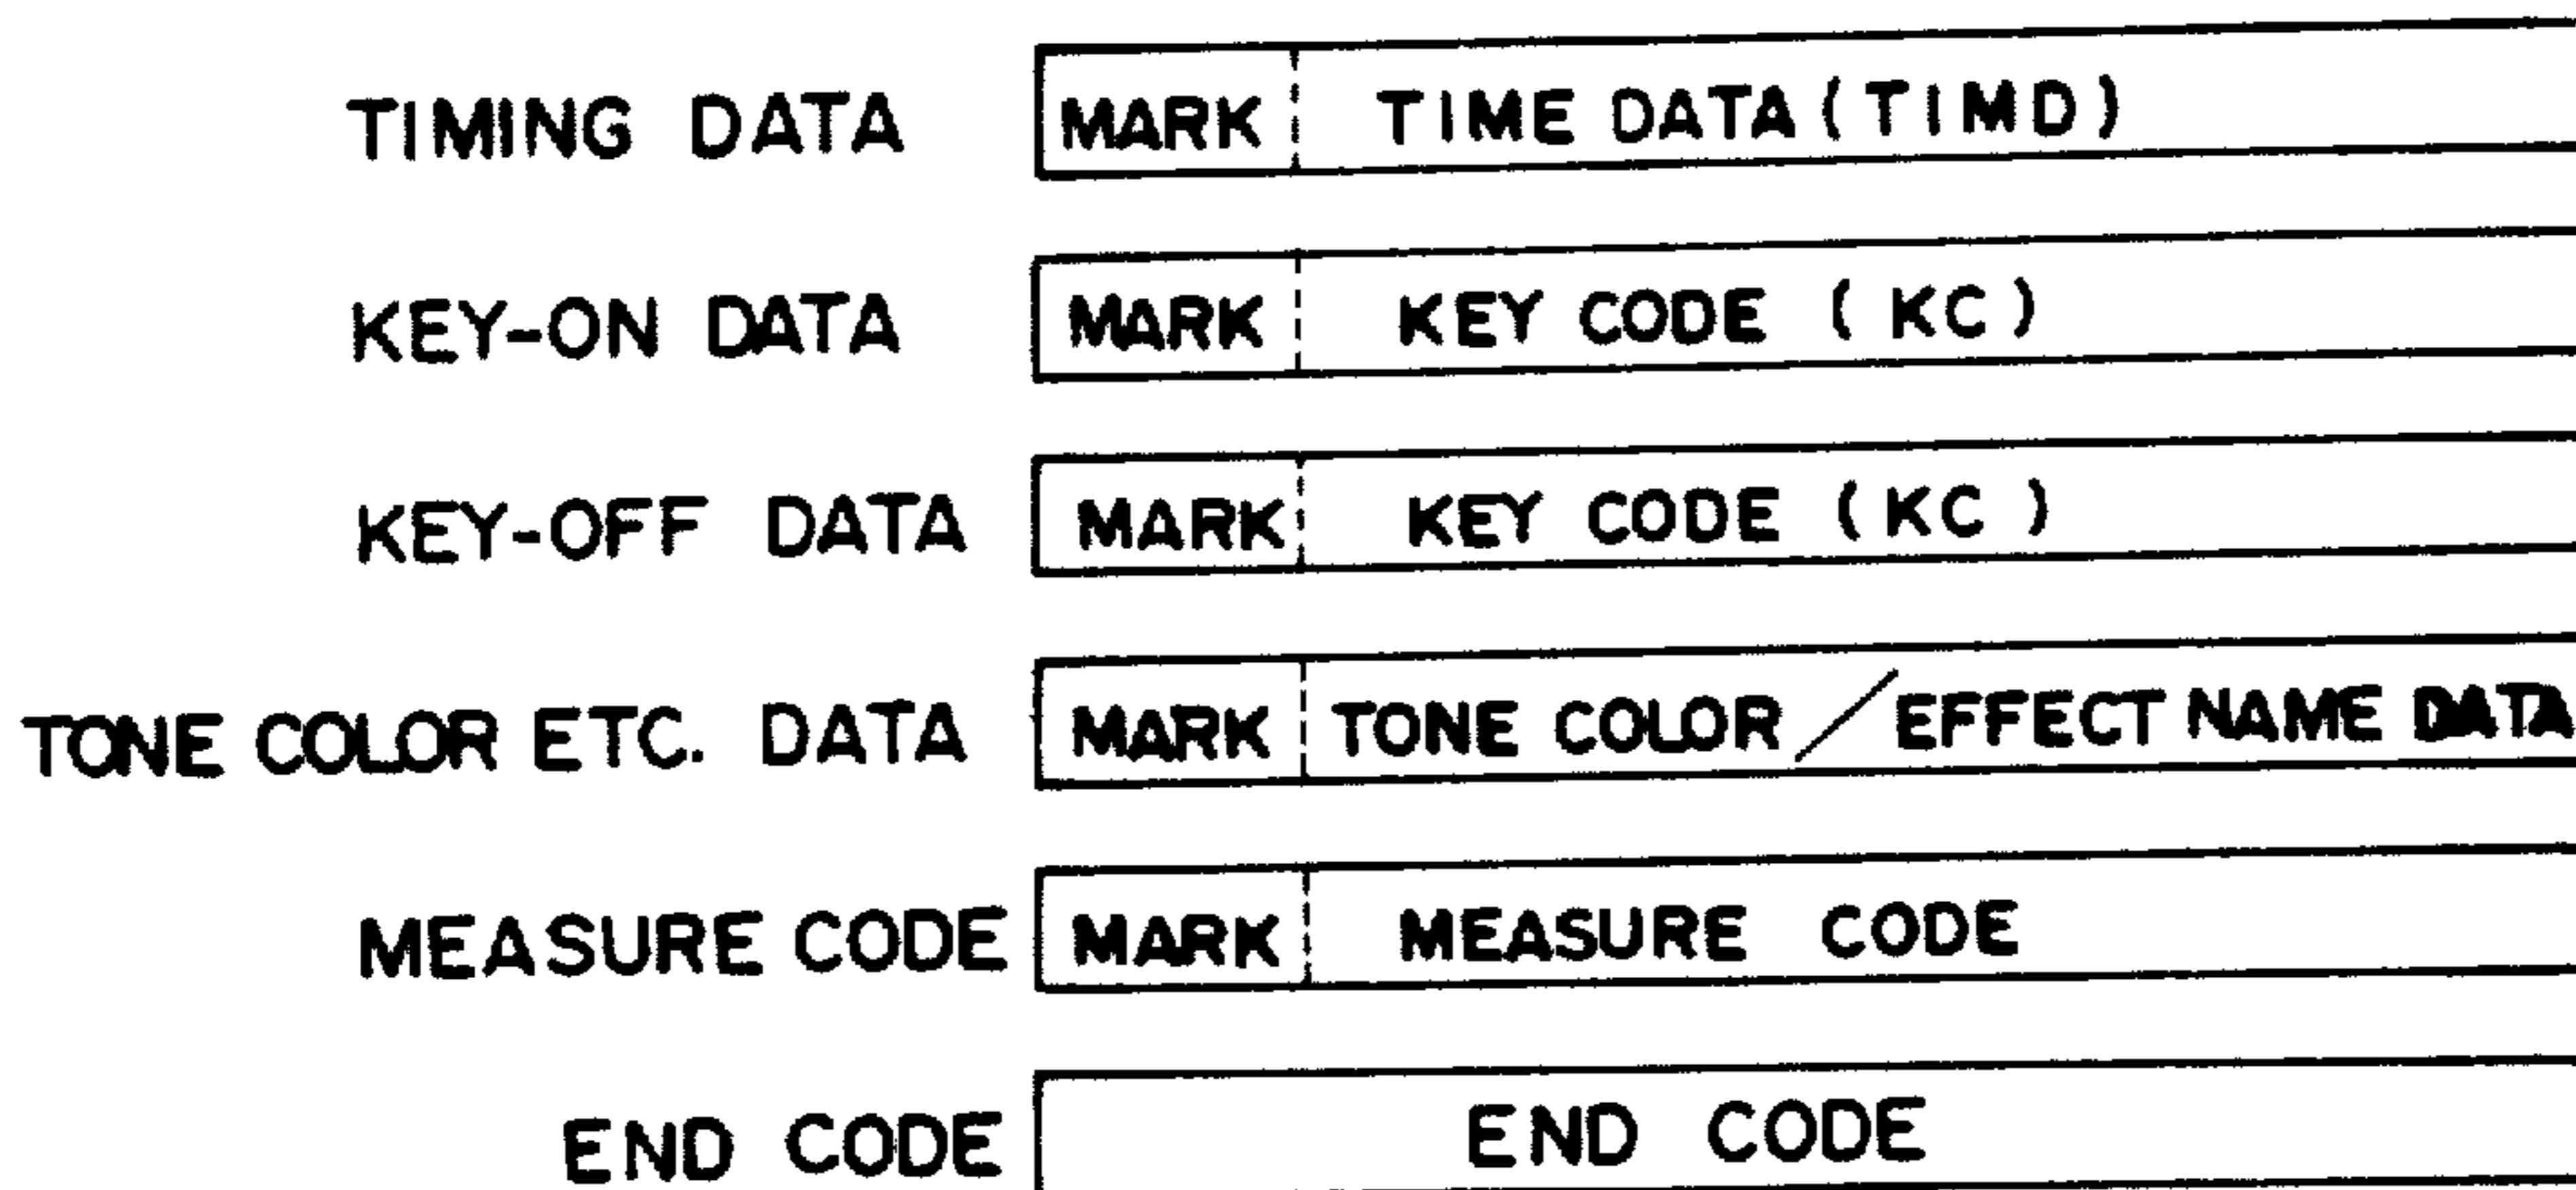 TIMING DATA MARK TIME DATA (TIMD)
KEY-ON DATA MARK KEY CODE (KC)
KEY-OFF DATA MARK KEY CODE (KC)
TONE COLOR ETC. DATA MARK TONE COLOR/EFFECT NAME DATA
MEASURE CODE MARK MEASURE CODE
END CODE END CODE